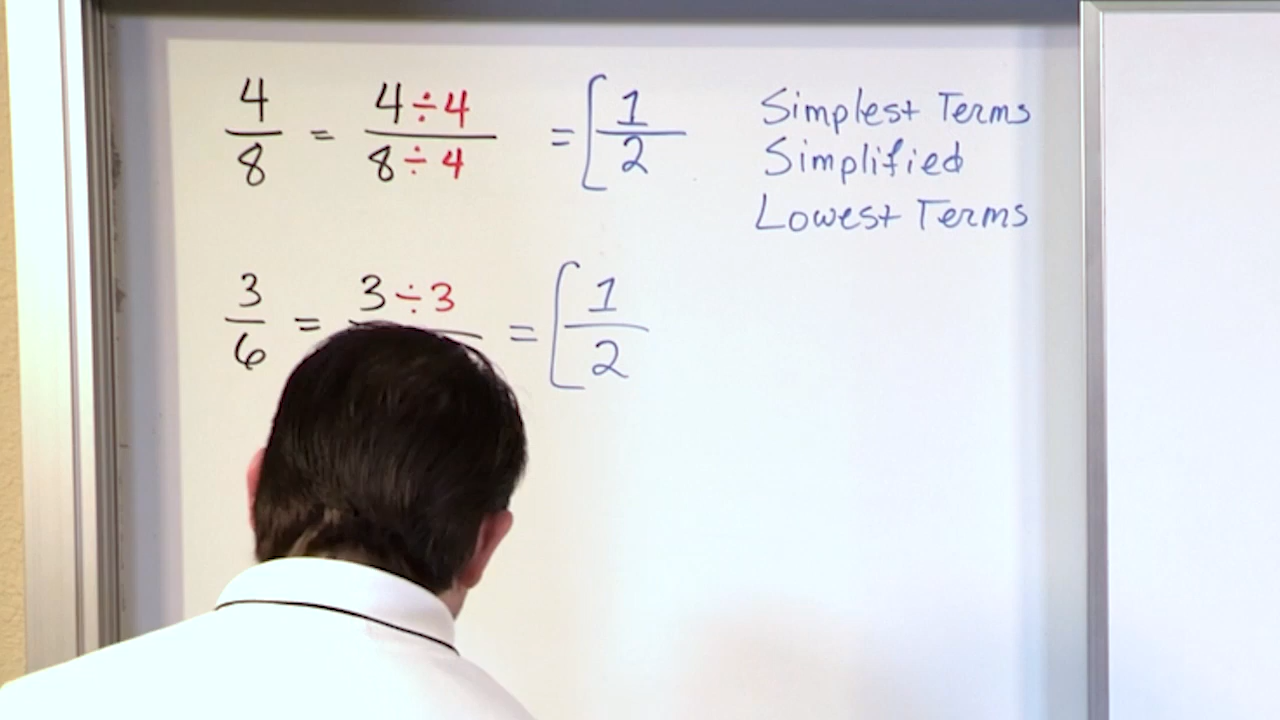 4/8 = 4÷4/8÷4 = [1/2
Simplest Terms
Simplified
Lowest Terms
3/6 = 3÷3 = [1/2